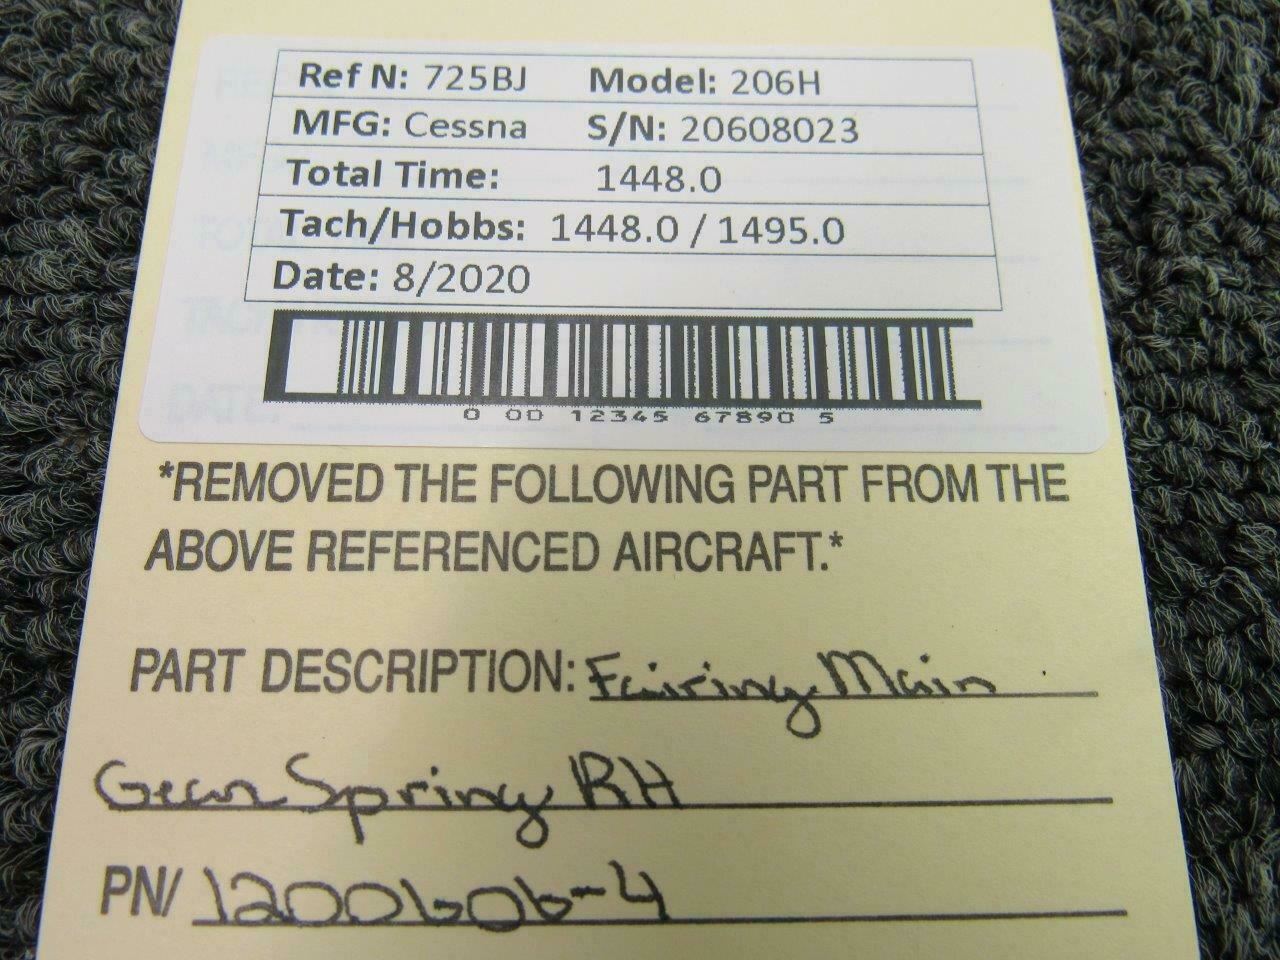 Ref N: 725BJ Model: 206H
MFG: Cessna S/N: 20608023
Total Time: 1448.0
Tach/Hobbs: 1448.0 / 1495.0
Date: 8/2020
0 00 12345 67890 5
*REMOVED THE FOLLOWING PART FROM THE
ABOVE REFERENCED AIRCRAFT.*
PART DESCRIPTION: Fairing Main
Gear Spring RH
PN/ 1200606-4